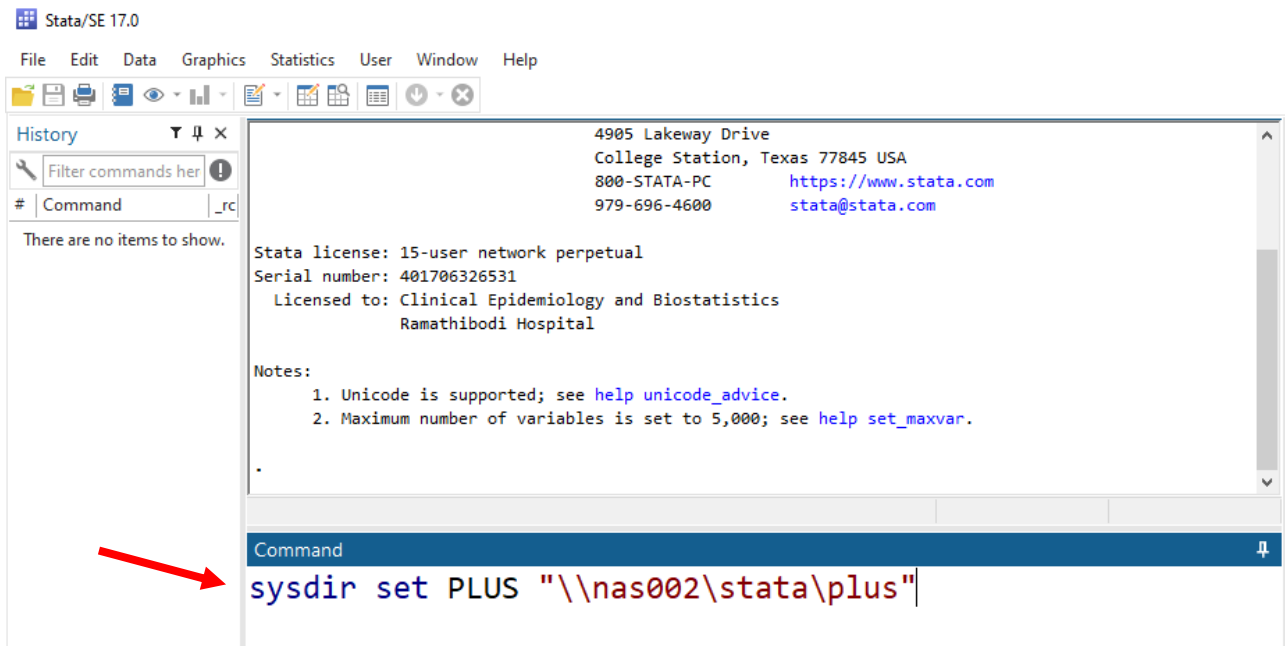 Stata/SE 17.0
File Edit Data Graphics Statistics User Window Help
History
Filter commands her
# Command _rc
There are no items to show.
4905 Lakeway Drive
College Station, Texas 77845 USA
800-STATA-PC https://www.stata.com
979-696-4600 stata@stata.com
Stata license: 15-user network perpetual
Serial number: 401706326531
Licensed to: Clinical Epidemiology and Biostatistics
Ramathibodi Hospital
Notes:
1. Unicode is supported; see help unicode_advice.
2. Maximum number of variables is set to 5,000; see help set_maxvar.
.
Command
sysdir set PLUS "\\nas002\stata\plus"